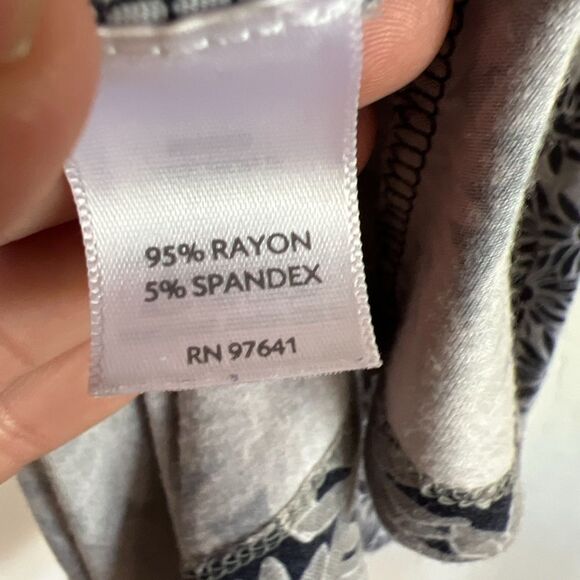 95% RAYON
5% SPANDEX
RN 97641